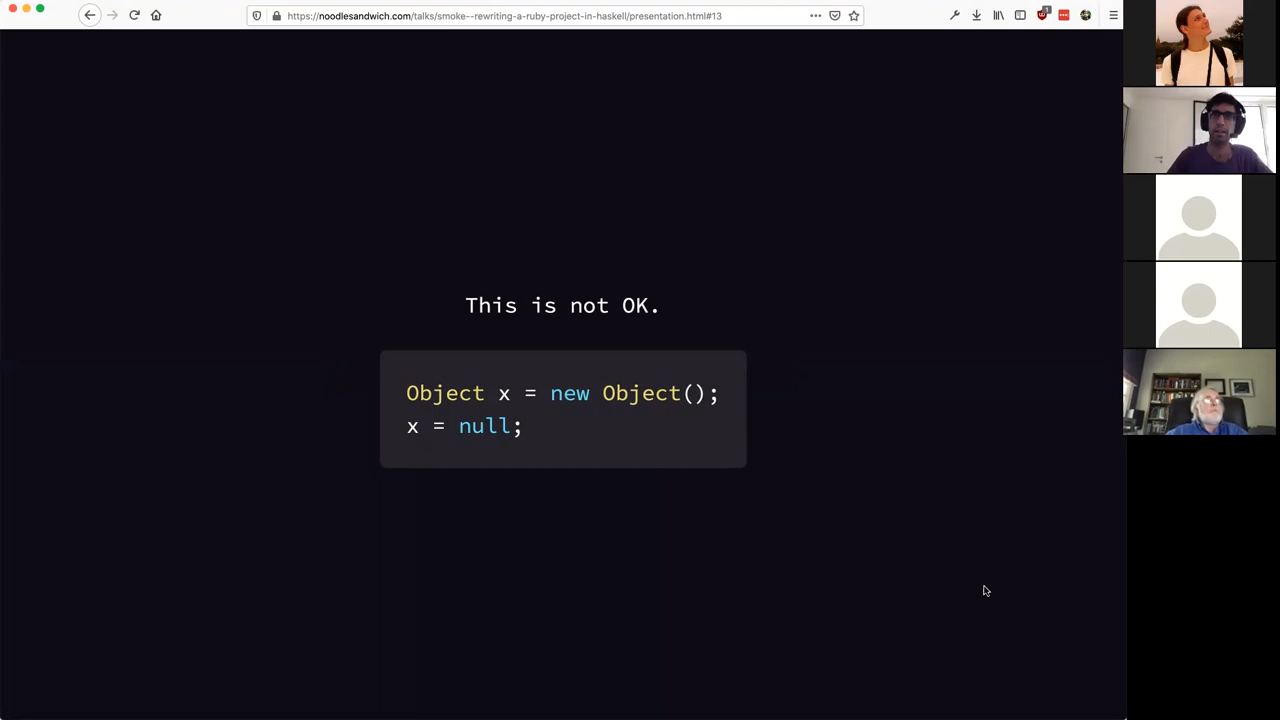 https://noodlesandwich.com/talks/smoke--rewriting-a-ruby-project-in-haskell/presentation.html#13
This is not OK.
Object x = new Object();
x = null;